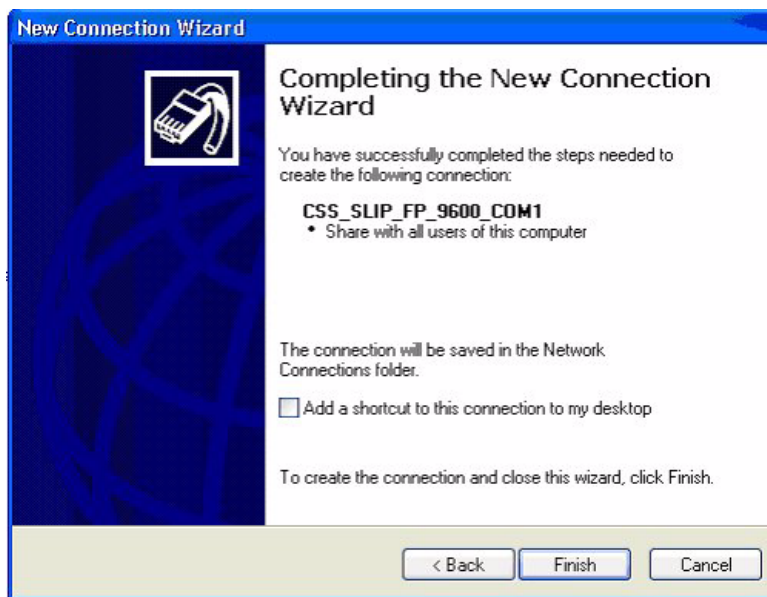 New Connection Wizard
Completing the New Connection
Wizard
You have successfully completed the steps needed to
create the following connection:
CSS_SLIP_FP_9600_COM1
• Share with all users of this computer
The connection will be saved in the Network
Connections folder.
Add a shortcut to this connection to my desktop
To create the connection and close this wizard, click Finish.
< Back
Finish
Cancel